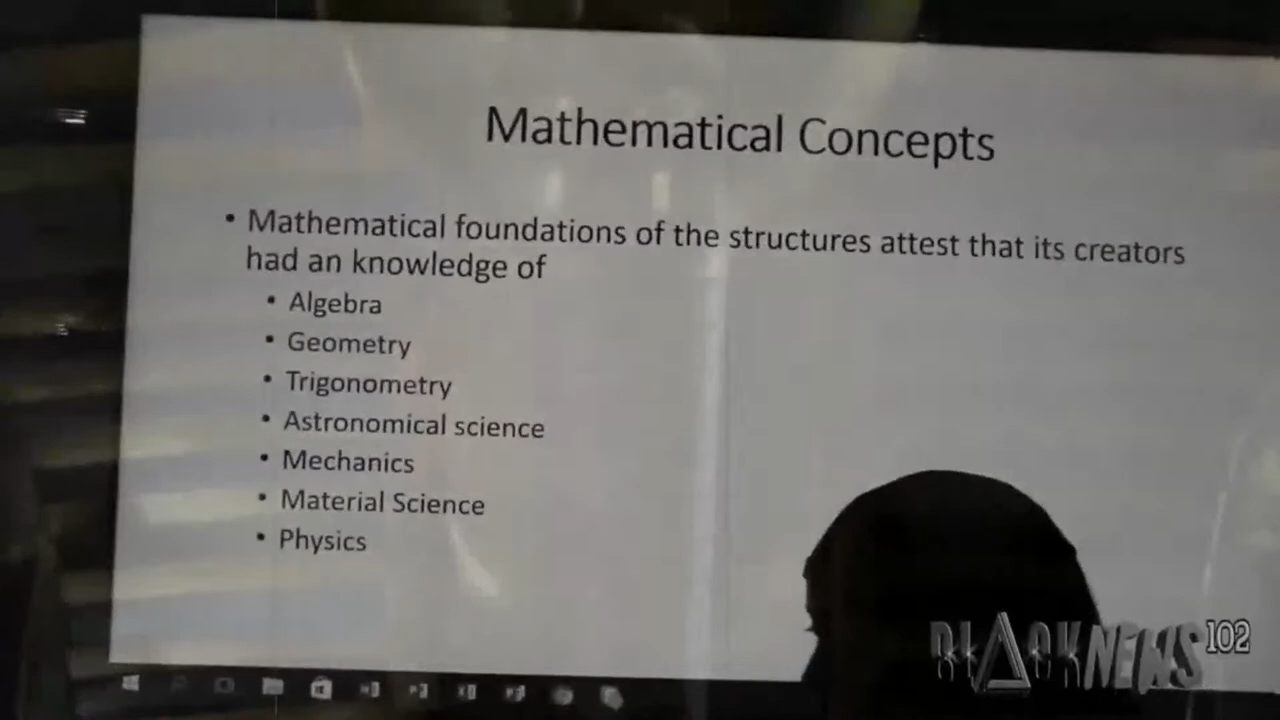 Mathematical Concepts
• Mathematical foundations of the structures attest that its creators
had an knowledge of
• Algebra
• Geometry
• Trigonometry
• Astronomical science
• Mechanics
• Material Science
• Physics
BLACKNEWS 102